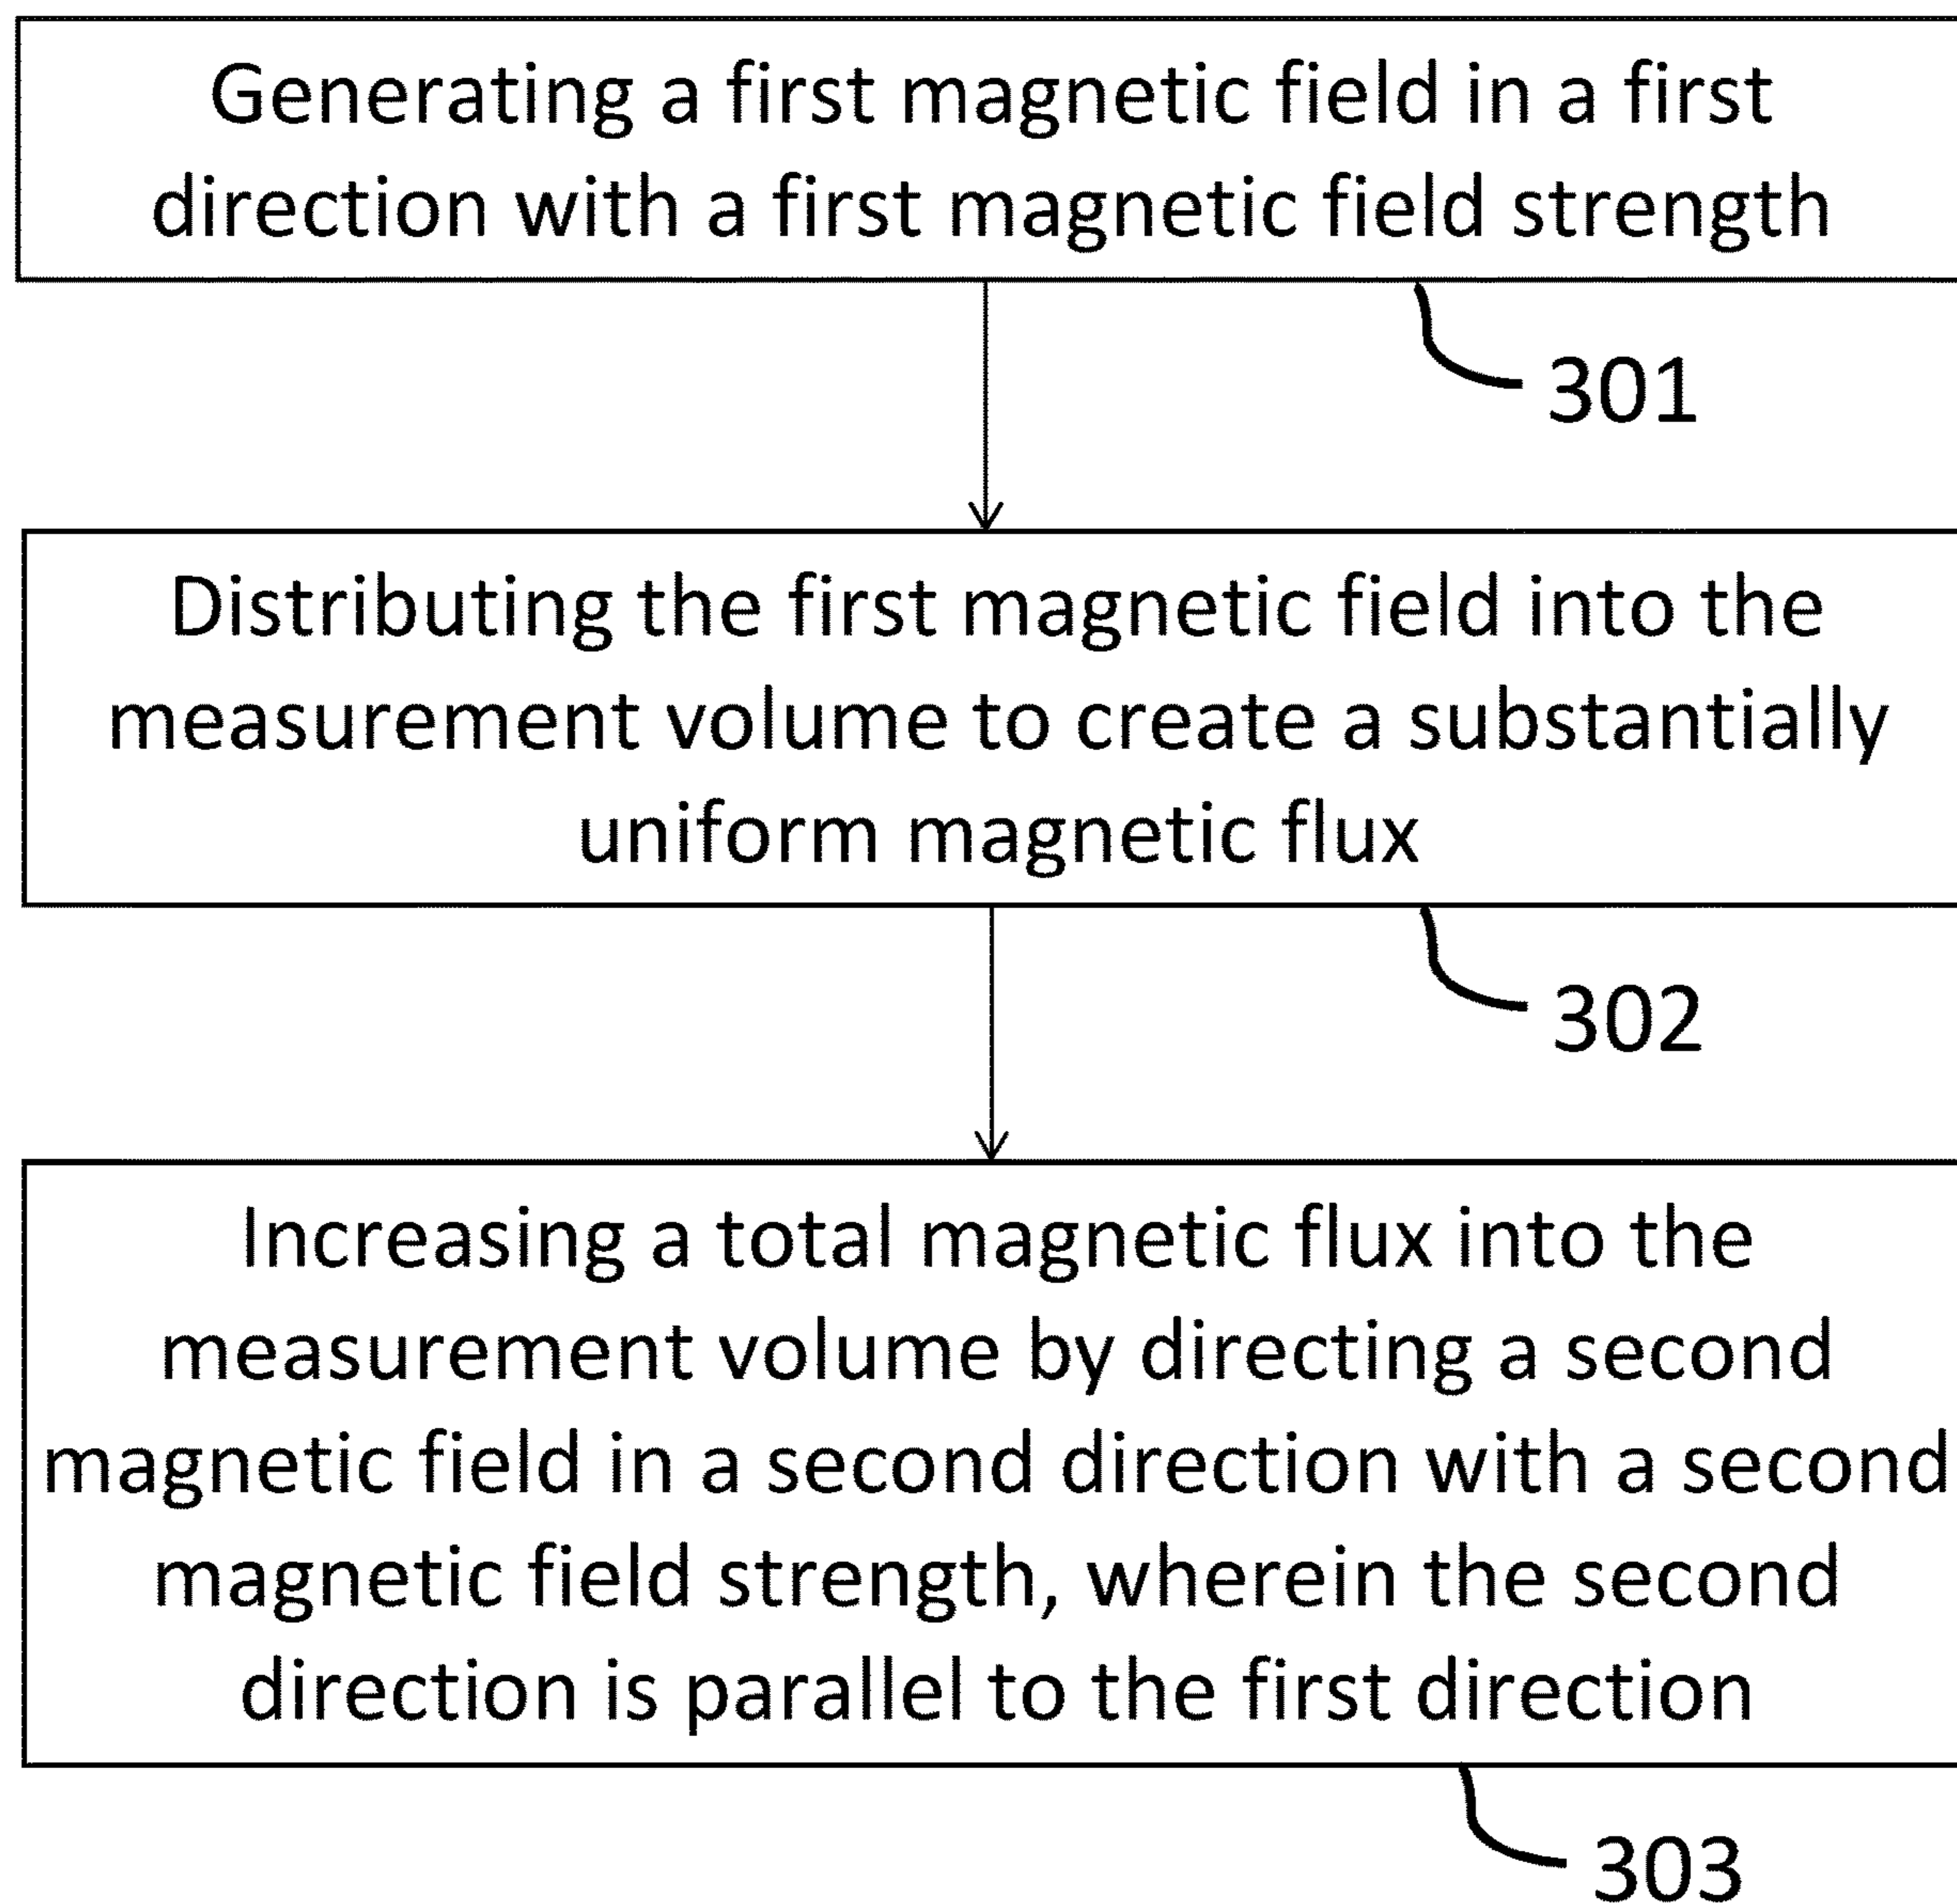 Generating a first magnetic field in a first
direction with a first magnetic field strength
301
Distributing the first magnetic field into the
measurement volume to create a substantially
uniform magnetic flux
302
Increasing a total magnetic flux into the
measurement volume by directing a second
magnetic field in a second direction with a second
magnetic field strength, wherein the second
direction is parallel to the first direction
303